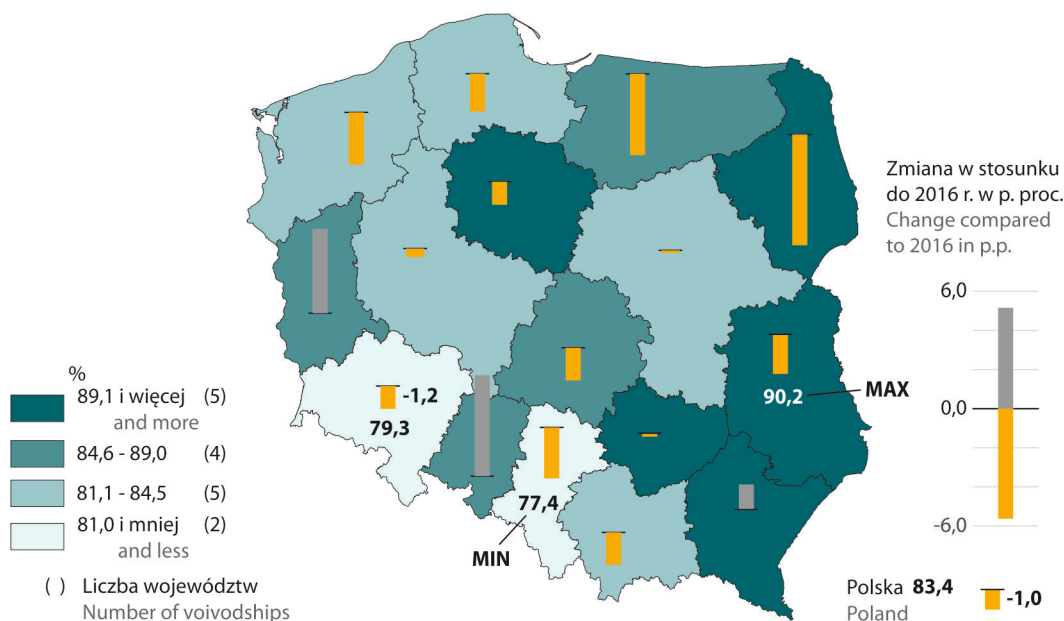 Zmiana w stosunku
do 2016 r. w p. proc.
Change compared
to 2016 in p.p.
6,0
0,0
-6,0
90,2
MAX
-1,2
79,3
77,4
MIN
%
89,1 i więcej (5)
and more
84,6 - 89,0 (4)
81,1 - 84,5 (5)
81,0 i mniej (2)
and less
( ) Liczba województw
Number of voivodships
Polska 83,4 -1,0
Poland